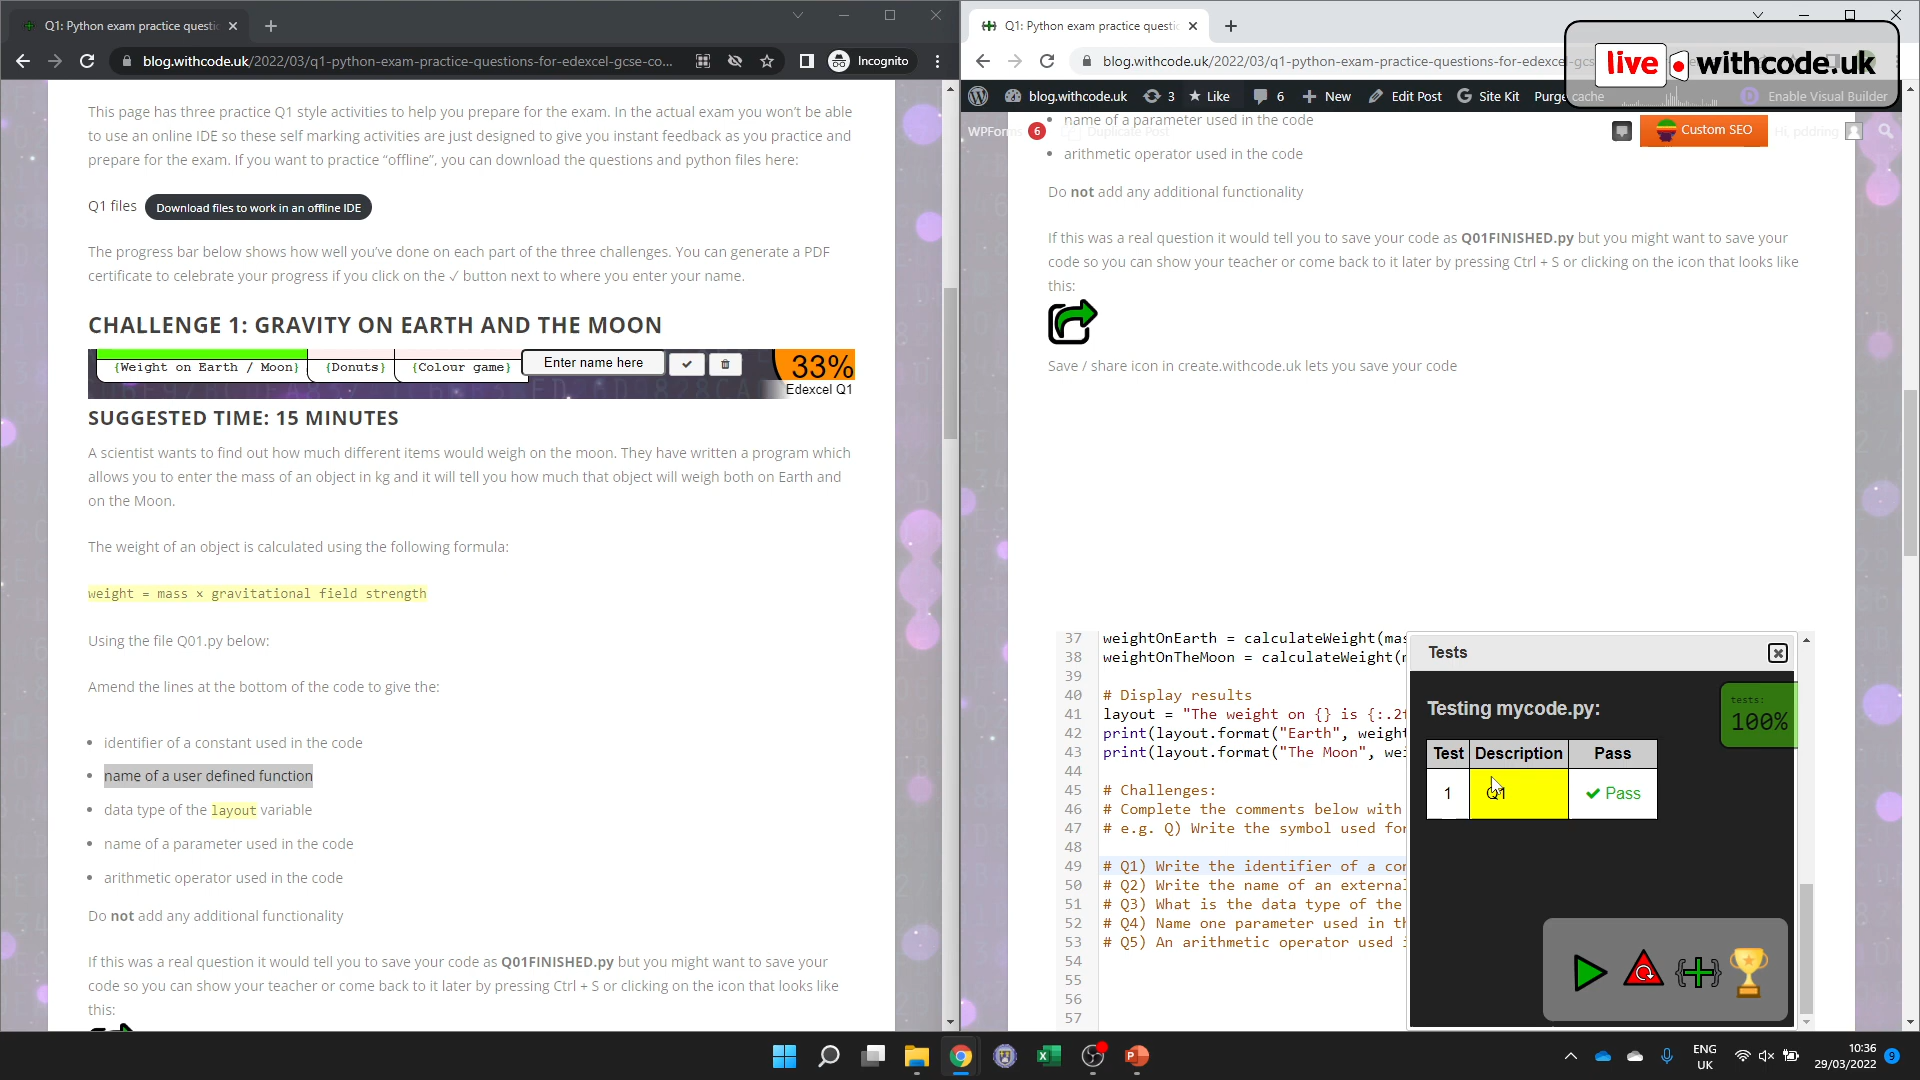 Q1: Python exam practice questi
blog.withcode.uk/2022/03/q1-python-exam-practice-questions-for-edexcel-gcse-co...
Incognito
This page has three practice Q1 style activities to help you prepare for the exam. In the actual exam you won't be able
to use an online IDE so these self marking activities are just designed to give you instant feedback as you practice and
prepare for the exam. If you want to practice “offline”, you can download the questions and python files here:
Q1 files Download files to work in an offline IDE
The progress bar below shows how well you've done on each part of the three challenges. You can generate a PDF
certificate to celebrate your progress if you click on the ✓ button next to where you enter your name.
CHALLENGE 1: GRAVITY ON EARTH AND THE MOON
{Weight on Earth / Moon} {Donuts} {Colour game} Enter name here 33%
Edexcel Q1
SUGGESTED TIME: 15 MINUTES
A scientist wants to find out how much different items would weigh on the moon. They have written a program which
allows you to enter the mass of an object in kg and it will tell you how much that object will weigh both on Earth and
on the Moon.
The weight of an object is calculated using the following formula:
weight = mass × gravitational field strength
Using the file Q01.py below:
Amend the lines at the bottom of the code to give the:
• identifier of a constant used in the code
• name of a user defined function
• data type of the layout variable
• name of a parameter used in the code
• arithmetic operator used in the code
Do not add any additional functionality
If this was a real question it would tell you to save your code as Q01FINISHED.py but you might want to save your
code so you can show your teacher or come back to it later by pressing Ctrl + S or clicking on the icon that looks like
this:
Q1: Python exam practice questi
blog.withcode.uk/2022/03/q1-python-exam-practice-questions-for-edexcel-gcs
live withcode.uk
blog.withcode.uk 3 Like 6 New Edit Post Site Kit Purge cache Enable Visual Builder
WPForms 6 Duplicate Post Custom SEO Hi, pddring
• name of a parameter used in the code
• arithmetic operator used in the code
Do not add any additional functionality
If this was a real question it would tell you to save your code as Q01FINISHED.py but you might want to save your
code so you can show your teacher or come back to it later by pressing Ctrl + S or clicking on the icon that looks like
this:
Save / share icon in create.withcode.uk lets you save your code
37 weightOnEarth = calculateWeight(mas
38 weightOnTheMoon = calculateWeight(m
39
40 # Display results
41 layout = "The weight on {} is {:.2f
42 print(layout.format("Earth", weight
43 print(layout.format("The Moon", wei
44
45 # Challenges:
46 # Complete the comments below with
47 # e.g. Q) Write the symbol used for
48
49 # Q1) Write the identifier of a con
50 # Q2) Write the name of an external
51 # Q3) What is the data type of the
52 # Q4) Name one parameter used in th
53 # Q5) An arithmetic operator used i
54
55
56
57
Tests
Testing mycode.py:
tests:
100%
Test Description Pass
1 Q1 Pass
ENG
UK
10:36
29/03/2022
9